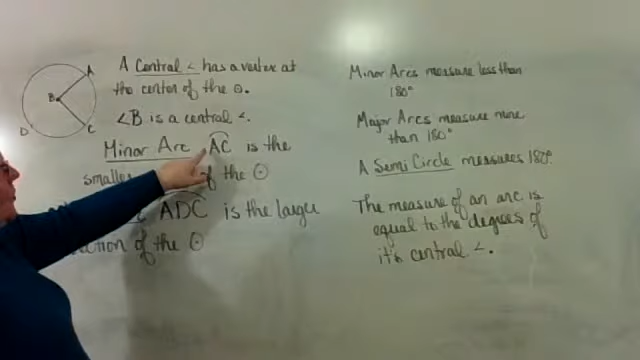 A
B
C
D
A Central ∠ has a vertex at
the center of the ⊙.
∠B is a central ∠.
Minor Arc AC is the
smaller of the ⊙
ADC is the larger
of the ⊙
Minor Arcs measure less than
180°
Major Arcs measure more
than 180°
A Semi Circle measures 180°.
The measure of an arc is
equal to the degrees of
it's central ∠.